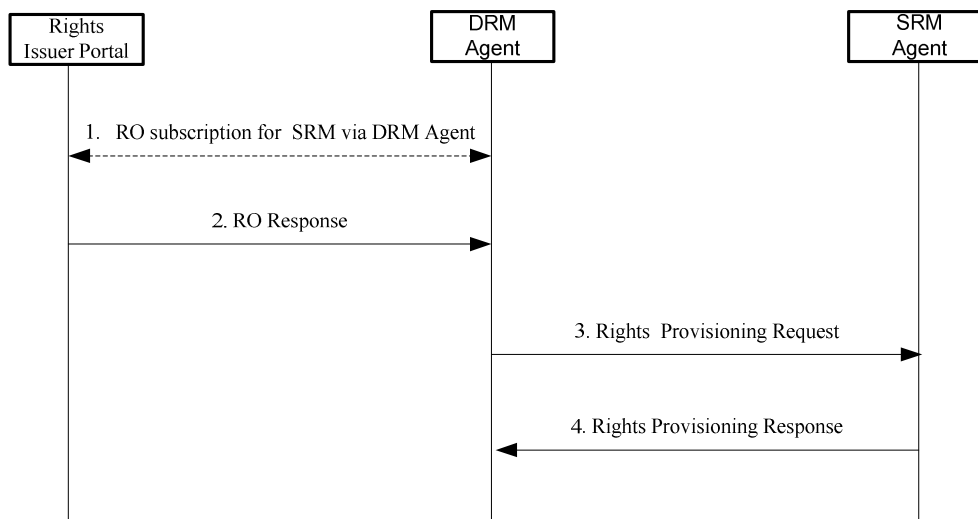 Rights
Issuer Portal
DRM
Agent
SRM
Agent
1. RO subscription for SRM via DRM Agent
2. RO Response
3. Rights Provisioning Request
4. Rights Provisioning Response